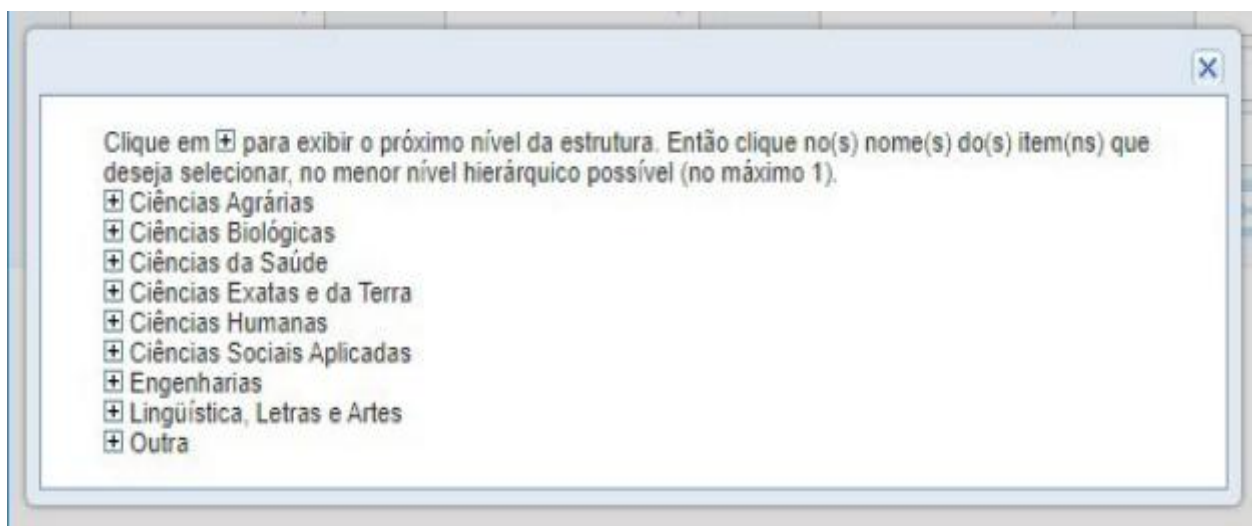 Clique em + para exibir o próximo nível da estrutura. Então clique no(s) nome(s) do(s) item(ns) que
deseja selecionar, no menor nível hierárquico possível (no máximo 1).
+ Ciências Agrárias
+ Ciências Biológicas
+ Ciências da Saúde
+ Ciências Exatas e da Terra
+ Ciências Humanas
+ Ciências Sociais Aplicadas
+ Engenharias
+ Lingüística, Letras e Artes
+ Outra